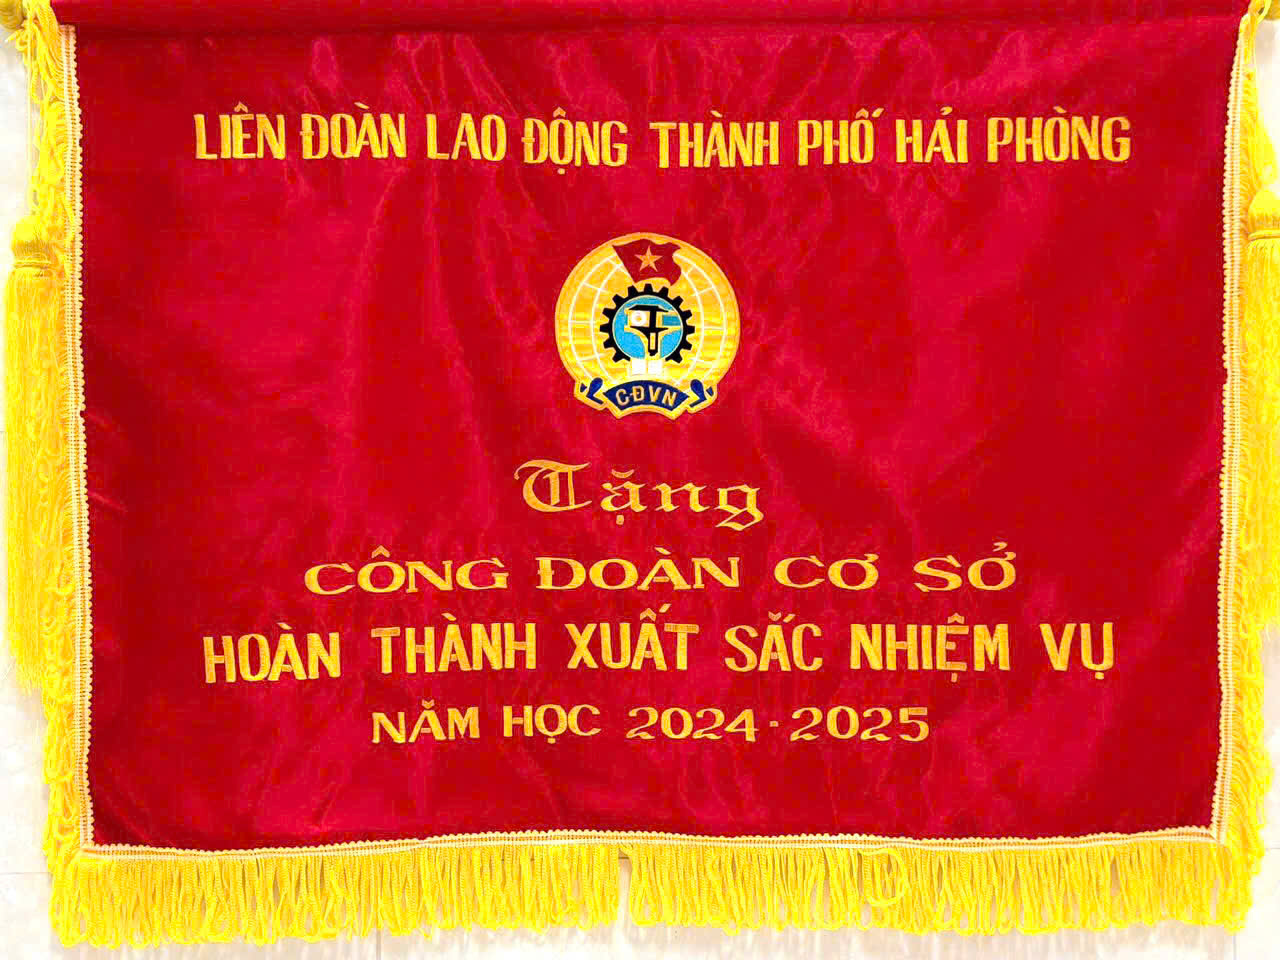 LIÊN ĐOÀN LAO ĐỘNG THÀNH PHỐ HẢI PHÒNG
CĐVN
Tặng
CÔNG ĐOÀN CƠ SỞ
HOÀN THÀNH XUẤT SẮC NHIỆM VỤ
NĂM HỌC 2024-2025